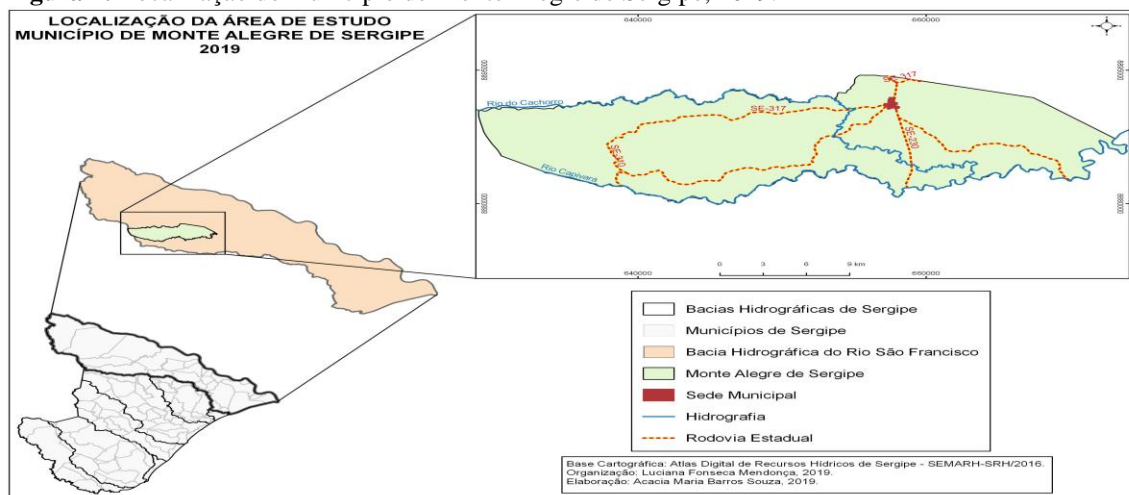 LOCALIZAÇÃO DA ÁREA DE ESTUDO
MUNICÍPIO DE MONTE ALEGRE DE SERGIPE
2019
640000
660000
8895000
8895000
SE-317
Rio do Cachorro
SE-317
SE-230
Rio Capivara
640000
0 3 6 9 km
660000
Bacias Hidrográficas de Sergipe
Municípios de Sergipe
Bacia Hidrográfica do Rio São Francisco
Monte Alegre de Sergipe
Sede Municipal
Hidrografia
Rodovia Estadual
Base Cartográfica: Atlas Digital de Recursos Hídricos de Sergipe - SEMARH-SRH/2016.
Organização: Luciana Fonseca Mendonça, 2019.
Elaboração: Acacia Maria Barros Souza, 2019.